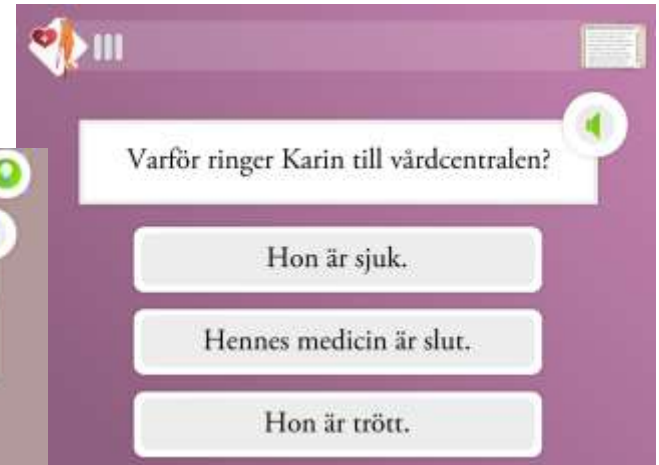 Varför ringer Karin till vårdcentralen?
Hon är sjuk.
Hennes medicin är slut.
Hon är trött.